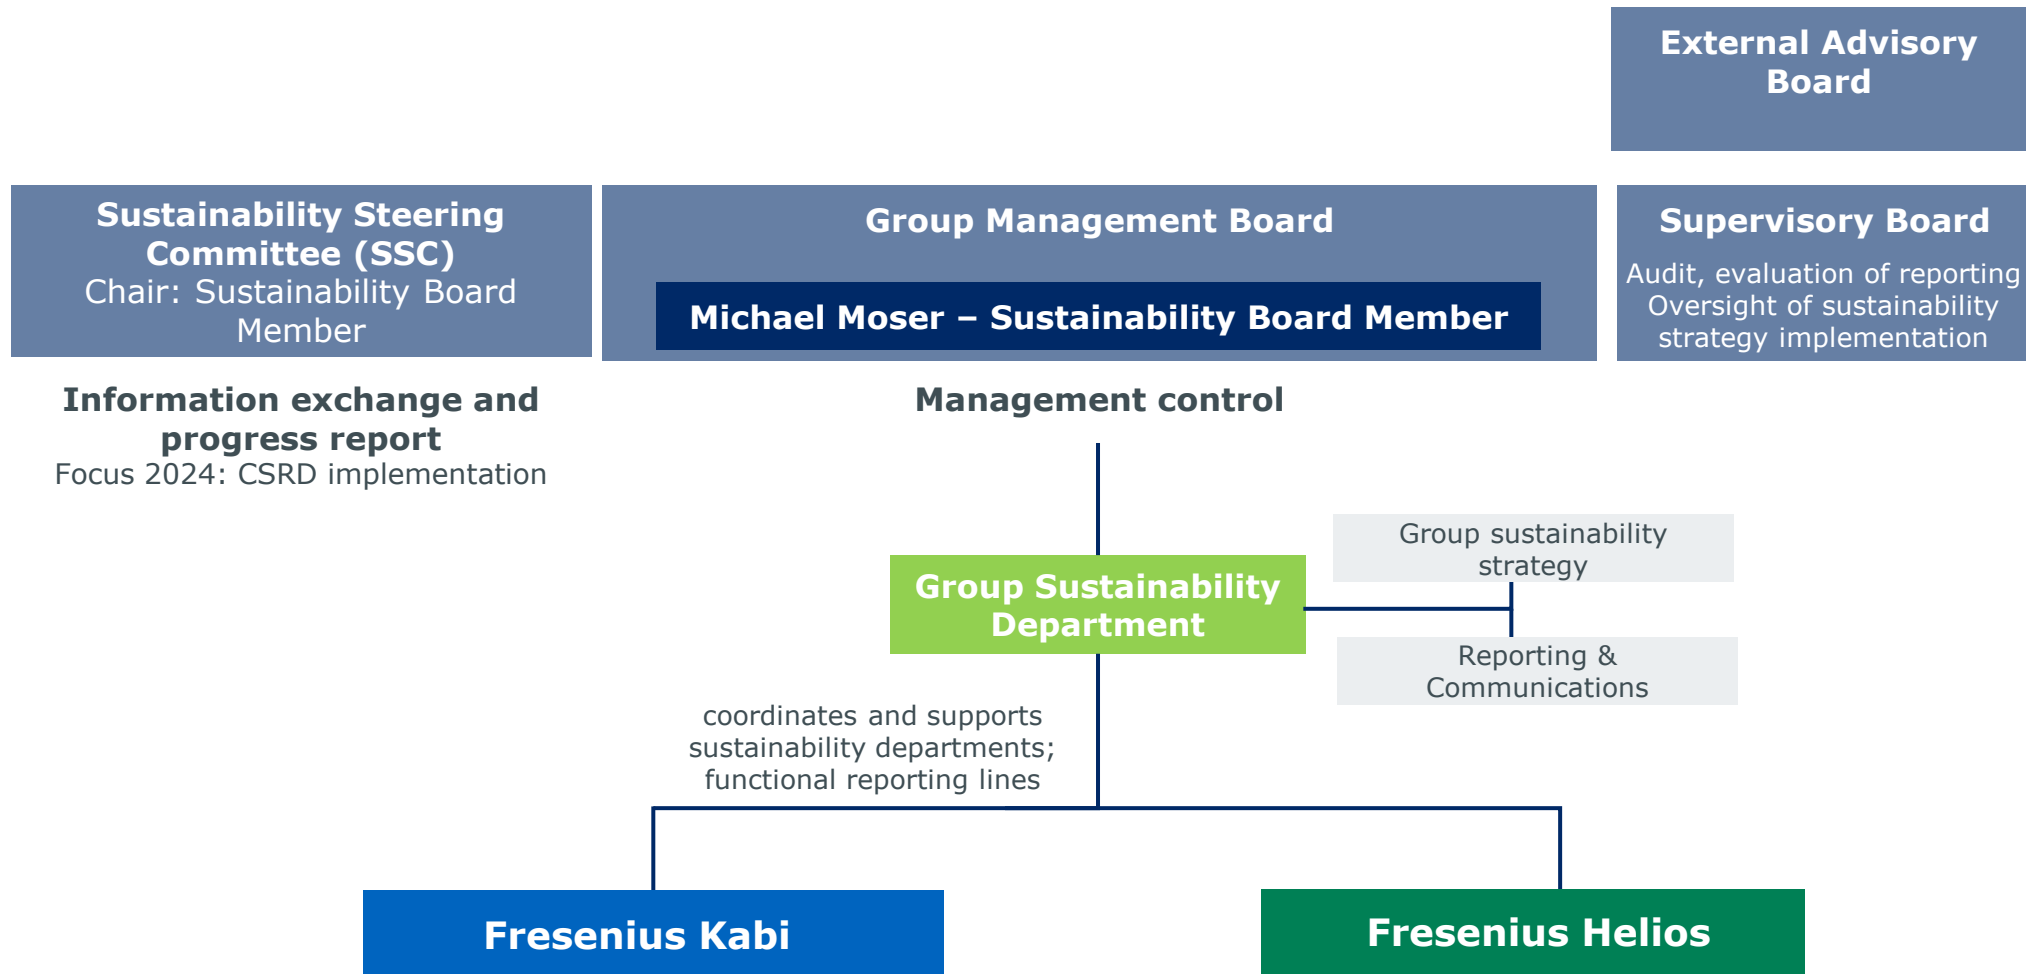 External Advisory
Board
Sustainability Steering
Committee (SSC)
Chair: Sustainability Board
Member
Group Management Board
Michael Moser – Sustainability Board Member
Supervisory Board
Audit, evaluation of reporting
Oversight of sustainability
strategy implementation
Information exchange and
progress report
Focus 2024: CSRD implementation
Management control
Group Sustainability
Department
Group sustainability
strategy
Reporting &
Communications
coordinates and supports
sustainability departments;
functional reporting lines
Fresenius Kabi
Fresenius Helios